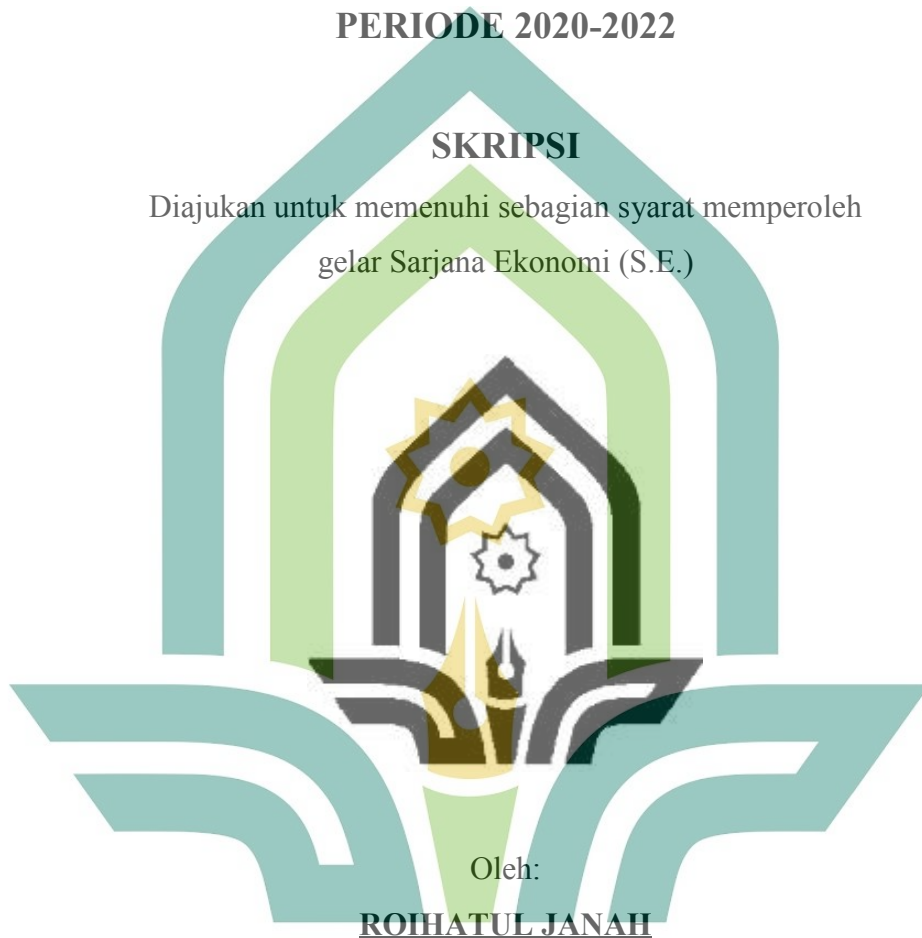 PERIODE 2020-2022
SKRIPSI
Diajukan untuk memenuhi sebagian syarat memperoleh
gelar Sarjana Ekonomi (S.E.)
Oleh:
ROIHATUL JANAH